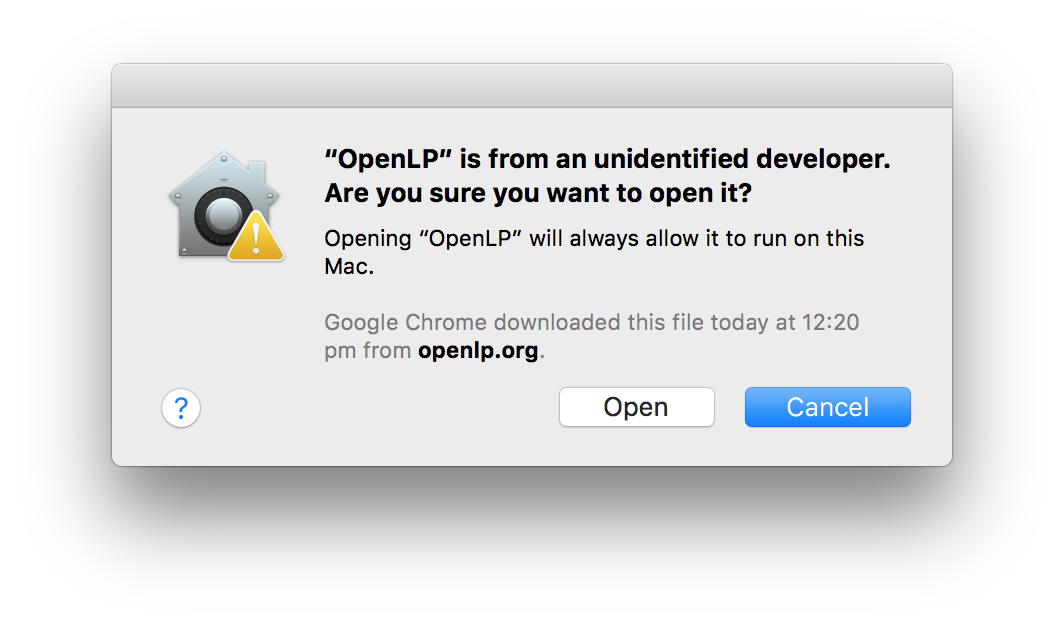 “OpenLP” is from an unidentified developer.
Are you sure you want to open it?
Opening “OpenLP” will always allow it to run on this
Mac.
Google Chrome downloaded this file today at 12:20
pm from openlp.org.
? Open Cancel